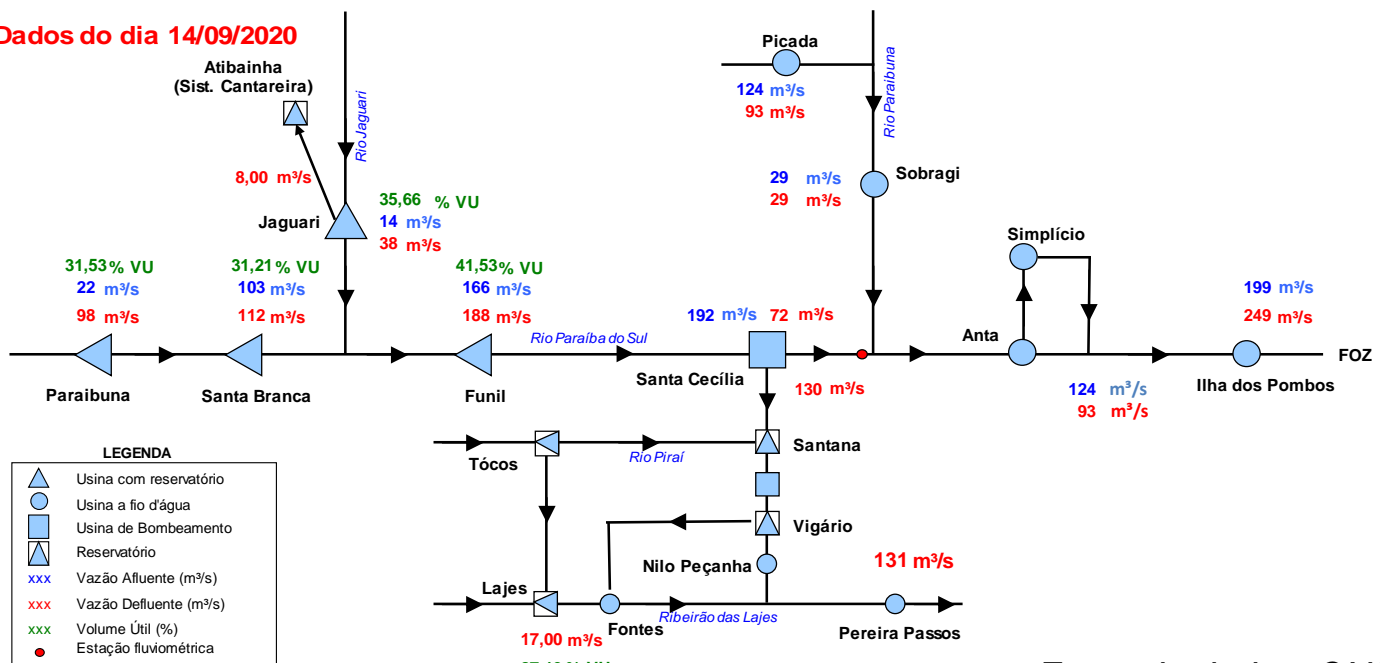 Dados do dia 14/09/2020
Atibainha
(Sist. Cantareira)
Rio Jaguari
8,00 m³/s
Jaguari
35,66 % VU
14 m³/s
38 m³/s
Picada
124 m³/s
93 m³/s
Rio Paraibuna
29 m³/s
29 m³/s
Sobragi
31,53% VU
22 m³/s
98 m³/s
Paraibuna
31,21% VU
103 m³/s
112 m³/s
Santa Branca
41,53% VU
166 m³/s
188 m³/s
Funil
Rio Paraíba do Sul
192 m³/s 72 m³/s
Santa Cecília
130 m³/s
Simplício
Anta
124 m³/s
93 m³/s
199 m³/s
249 m³/s
Ilha dos Pombos
FOZ
Tócos
Rio Piraí
Santana
Vigário
Nilo Peçanha
131 m³/s
Lajes
17,00 m³/s
Fontes
Ribeirão das Lajes
Pereira Passos
LEGENDA
Usina com reservatório
Usina a fio d'água
Usina de Bombeamento
Reservatório
xxx Vazão Afluente (m³/s)
xxx Vazão Defluente (m³/s)
xxx Volume Útil (%)
Estação fluviométrica